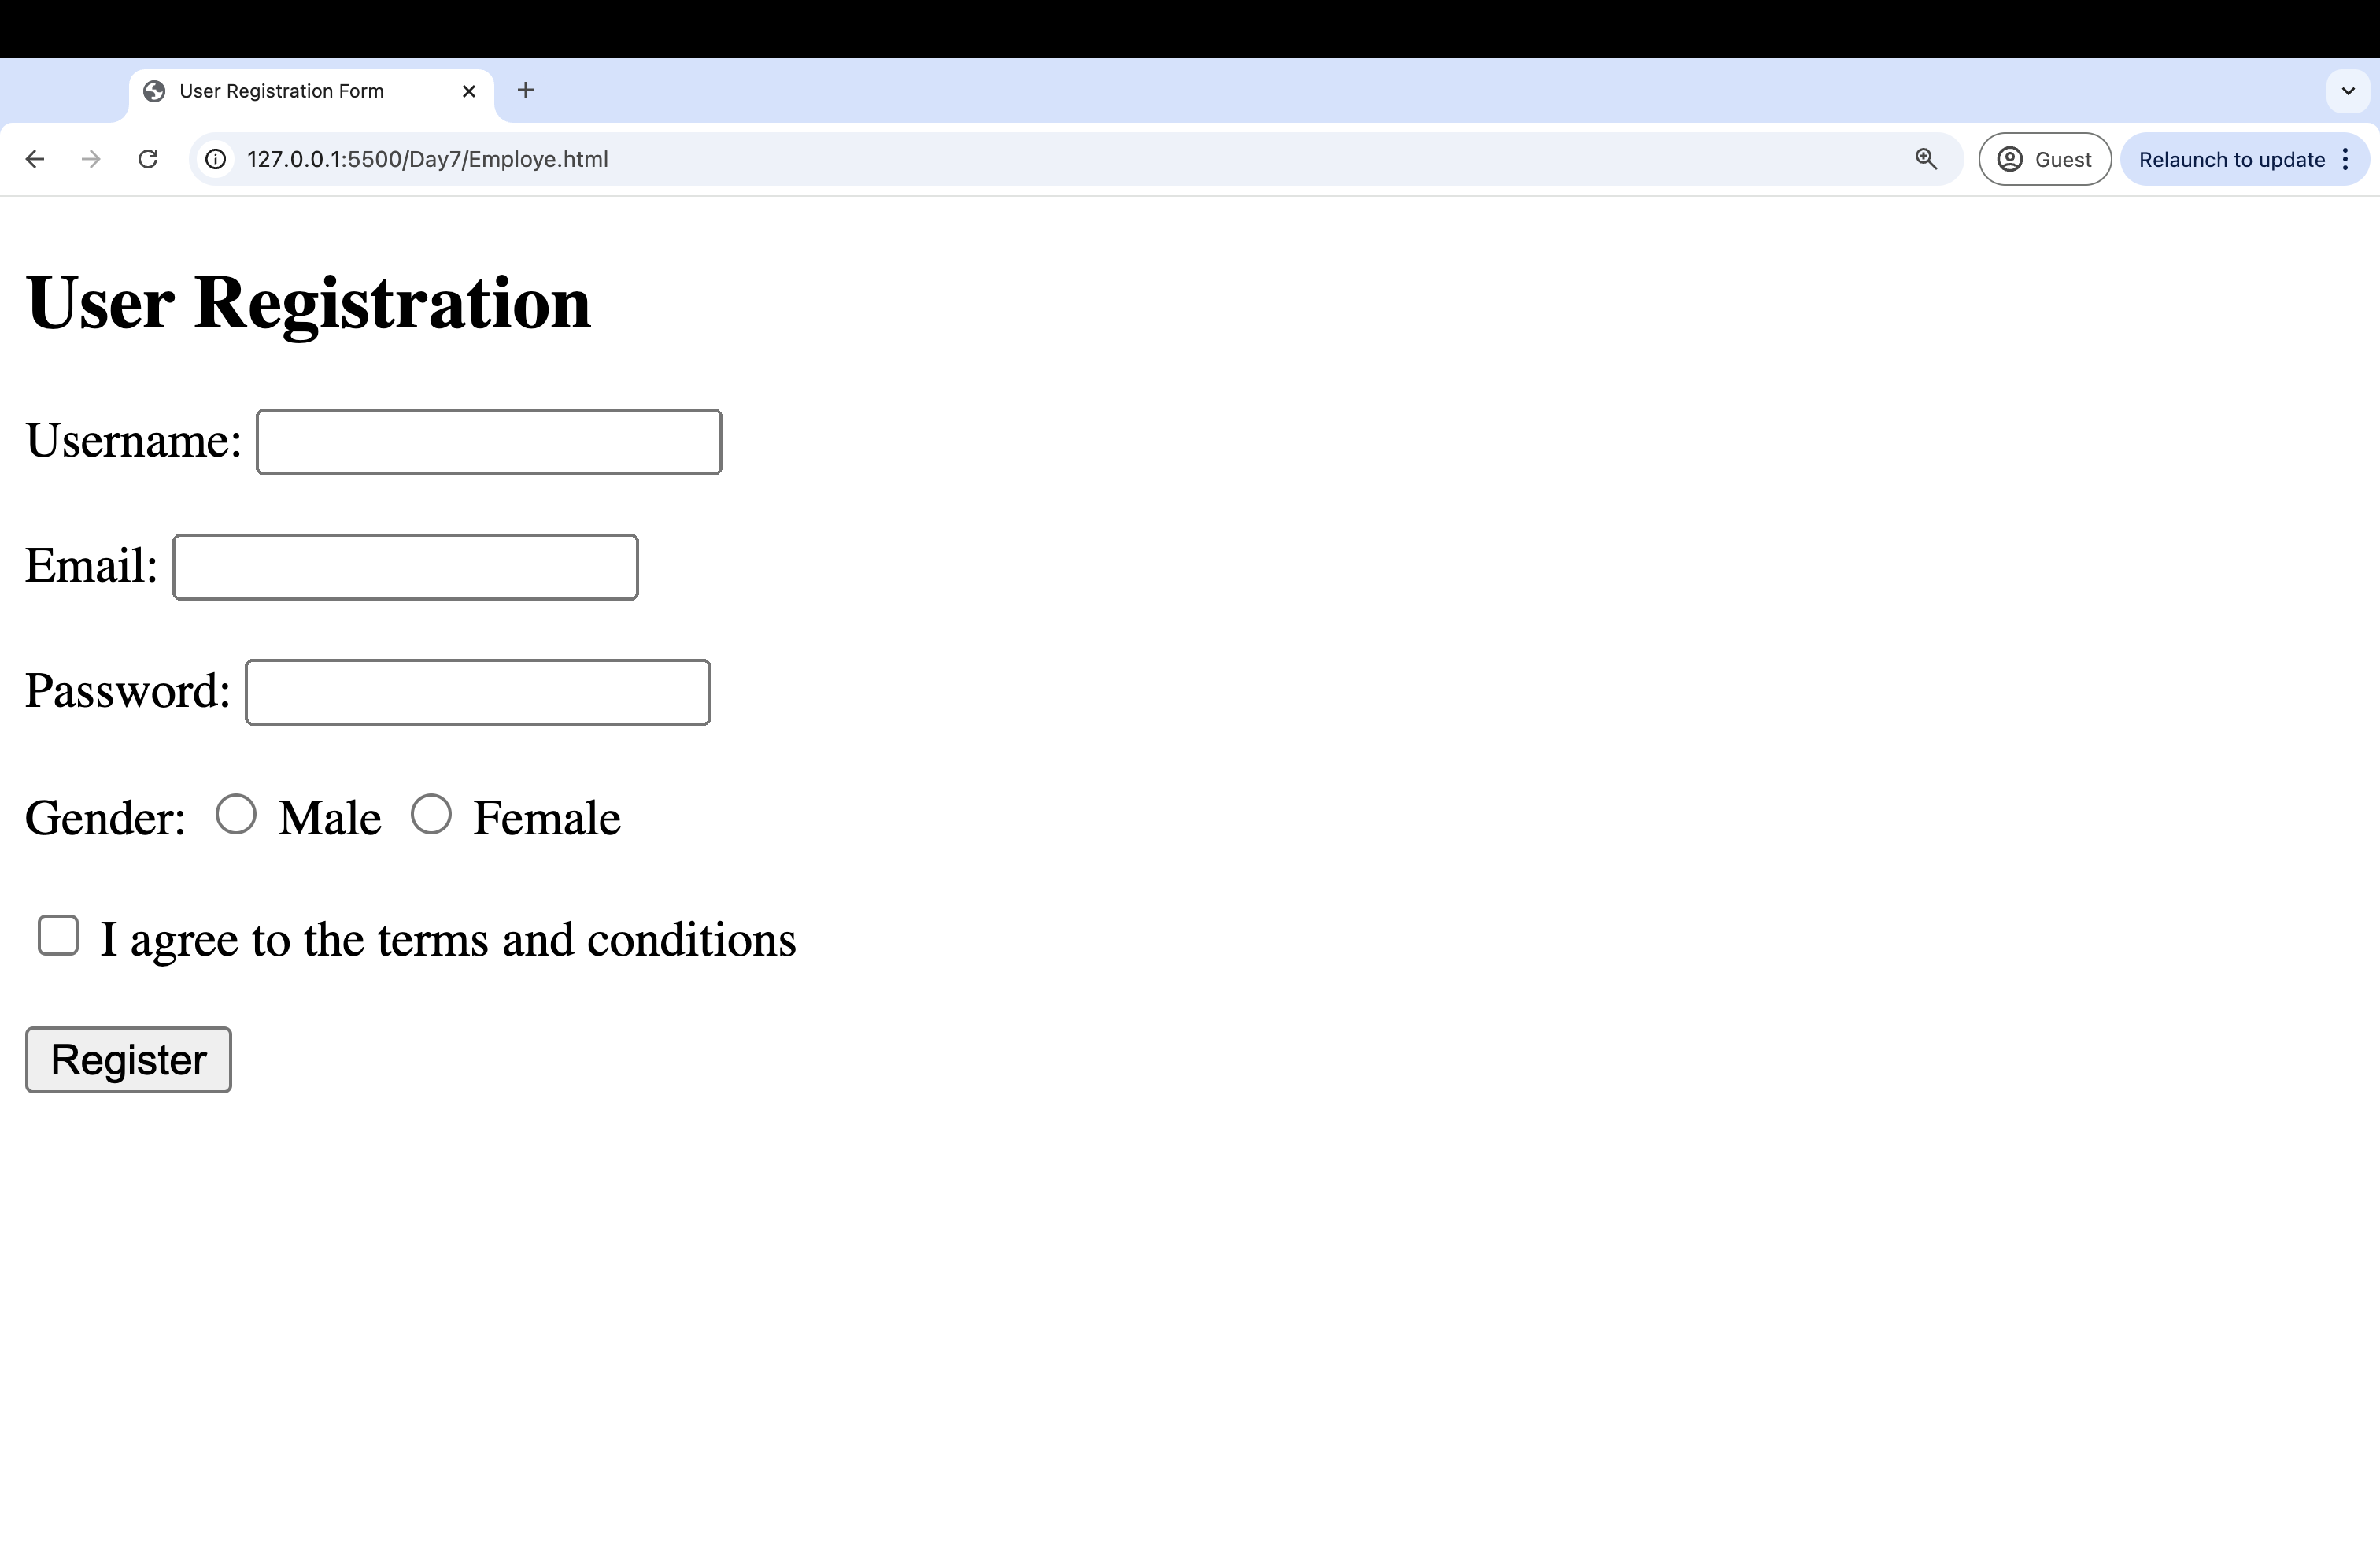 User Registration Form
127.0.0.1:5500/Day7/Employe.html
Guest
Relaunch to update
User Registration
Username:
Email:
Password:
Gender: Male Female
I agree to the terms and conditions
Register